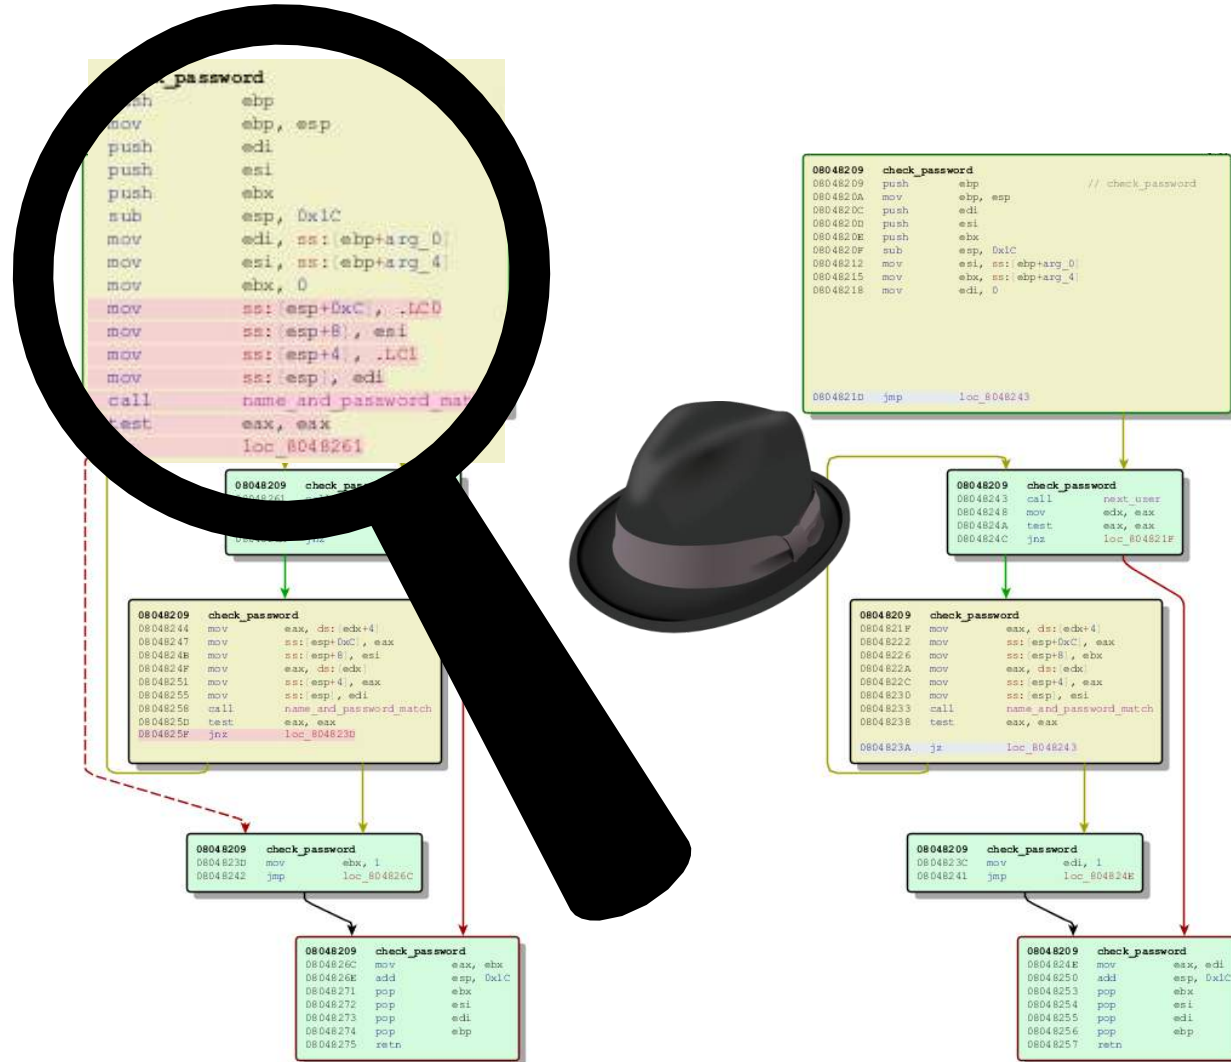 password
ebp
mov ebp, esp
push edi
push esi
push ebx
sub esp, 0x1C
mov edi, ss:[ebp+arg_0]
mov esi, ss:[ebp+arg_4]
mov ebx, 0
mov ss:[esp+0xC], .LC0
mov ss:[esp+8], esi
mov ss:[esp+4], .LC1
mov ss:[esp], edi
call name_and_password_mat
test eax, eax
loc_8048261
08048209
jnz
08048209 check_password
08048244 mov eax, ds:[edx+4]
08048247 mov ss:[esp+0xC], eax
0804824B mov ss:[esp+8], esi
0804824F mov eax, ds:[edx]
08048251 mov ss:[esp+4], eax
08048255 mov ss:[esp], edi
08048258 call name_and_password_match
0804825D test eax, eax
0804825F jnz loc_804823D
08048209 check_password
0804823D mov ebx, 1
08048242 jmp loc_804826C
08048209 check_password
0804826C mov eax, ebx
0804826E add esp, 0x1C
08048271 pop ebx
08048272 pop esi
08048273 pop edi
08048274 pop ebp
08048275 retn
08048209 check_password
08048209 push ebp // check_password
0804820A mov ebp, esp
0804820C push edi
0804820D push esi
0804820E push ebx
0804820F sub esp, 0x1C
08048212 mov esi, ss:[ebp+arg_0]
08048215 mov ebx, ss:[ebp+arg_4]
08048218 mov edi, 0
0804821D jmp loc_8048243
08048209 check_password
08048243 call next_user
08048248 mov edx, eax
0804824A test eax, eax
0804824C jnz loc_804821F
08048209 check_password
0804821F mov eax, ds:[edx+4]
08048222 mov ss:[esp+0xC], eax
08048226 mov ss:[esp+8], ebx
0804822A mov eax, ds:[edx]
0804822C mov ss:[esp+4], eax
08048230 mov ss:[esp], esi
08048233 call name_and_password_match
08048238 test eax, eax
0804823A jz loc_8048243
08048209 check_password
0804823C mov edi, 1
08048241 jmp loc_804824E
08048209 check_password
0804824E mov eax, edi
08048250 add esp, 0x1C
08048253 pop ebx
08048254 pop esi
08048255 pop edi
08048256 pop ebp
08048257 retn